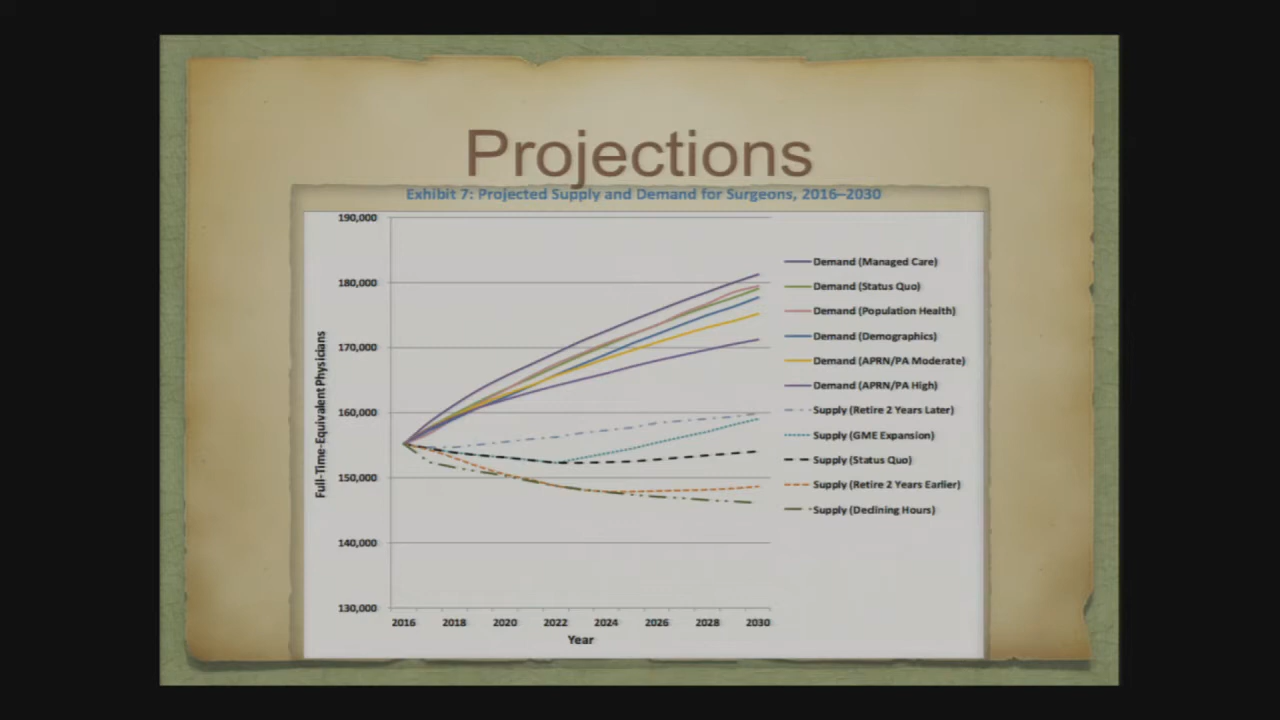 Projections
Exhibit 7: Projected Supply and Demand for Surgeons, 2016–2030
190,000
180,000
170,000
160,000
150,000
140,000
130,000
Full-Time-Equivalent Physicians
2016 2018 2020 2022 2024 2026 2028 2030
Year
Demand (Managed Care)
Demand (Status Quo)
Demand (Population Health)
Demand (Demographics)
Demand (APRN/PA Moderate)
Demand (APRN/PA High)
Supply (Retire 2 Years Later)
Supply (GME Expansion)
Supply (Status Quo)
Supply (Retire 2 Years Earlier)
Supply (Declining Hours)